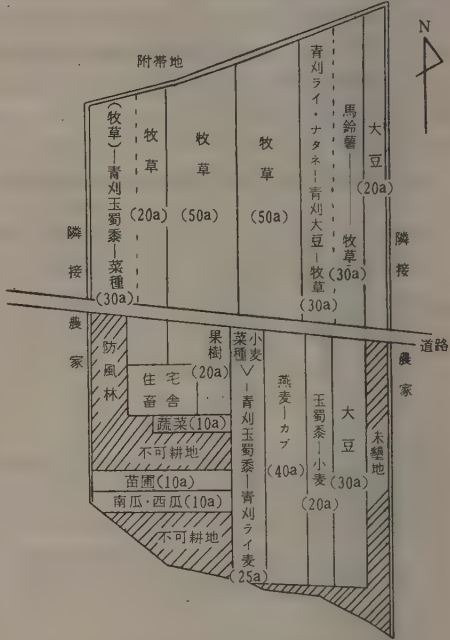 N
附帯地
隣接農家
(牧草)―青刈玉蜀黍―菜種
(30a)
牧草
(20a)
牧草
(50a)
牧草
(50a)
青刈ライ・ナタネ―青刈大豆―牧草
(30a)
馬鈴薯―牧草
(30a)
大豆
(20a)
隣接農家
道路
防風林
住宅
畜舎
果樹
(20a)
蔬菜(10a)
不可耕地
苗圃(10a)
南瓜・西瓜(10a)
不可耕地
小麦
菜種
>―青刈玉蜀黍―青刈ライ麦
(25a)
燕麦―カブ
(40a)
玉蜀黍―小麦
(20a)
大豆
(30a)
未墾地